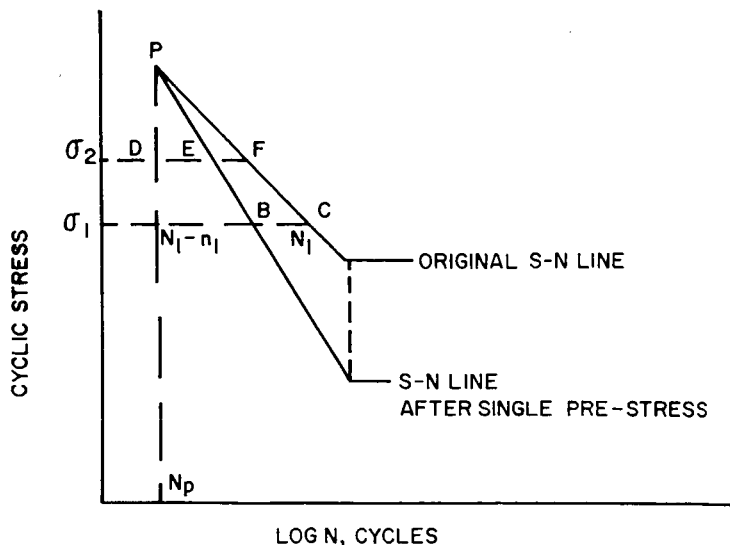 P
σ2 D E F
σ1 B C
N1-n1 N1
ORIGINAL S-N LINE
S-N LINE
AFTER SINGLE PRE-STRESS
CYCLIC STRESS
Np
LOG N, CYCLES